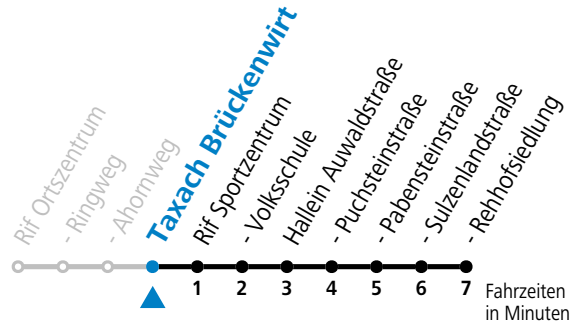 Rif Ortszentrum
- Ringweg
- Ahornweg
Taxach Brückenwirt
Rif Sportzentrum
- Volksschule
Hallein Auwaldstraße
- Puchsteinstraße
- Pabensteinstraße
- Sulzenlandstraße
- Rehhofsiedlung
1 2 3 4 5 6 7
Fahrzeiten
in Minuten